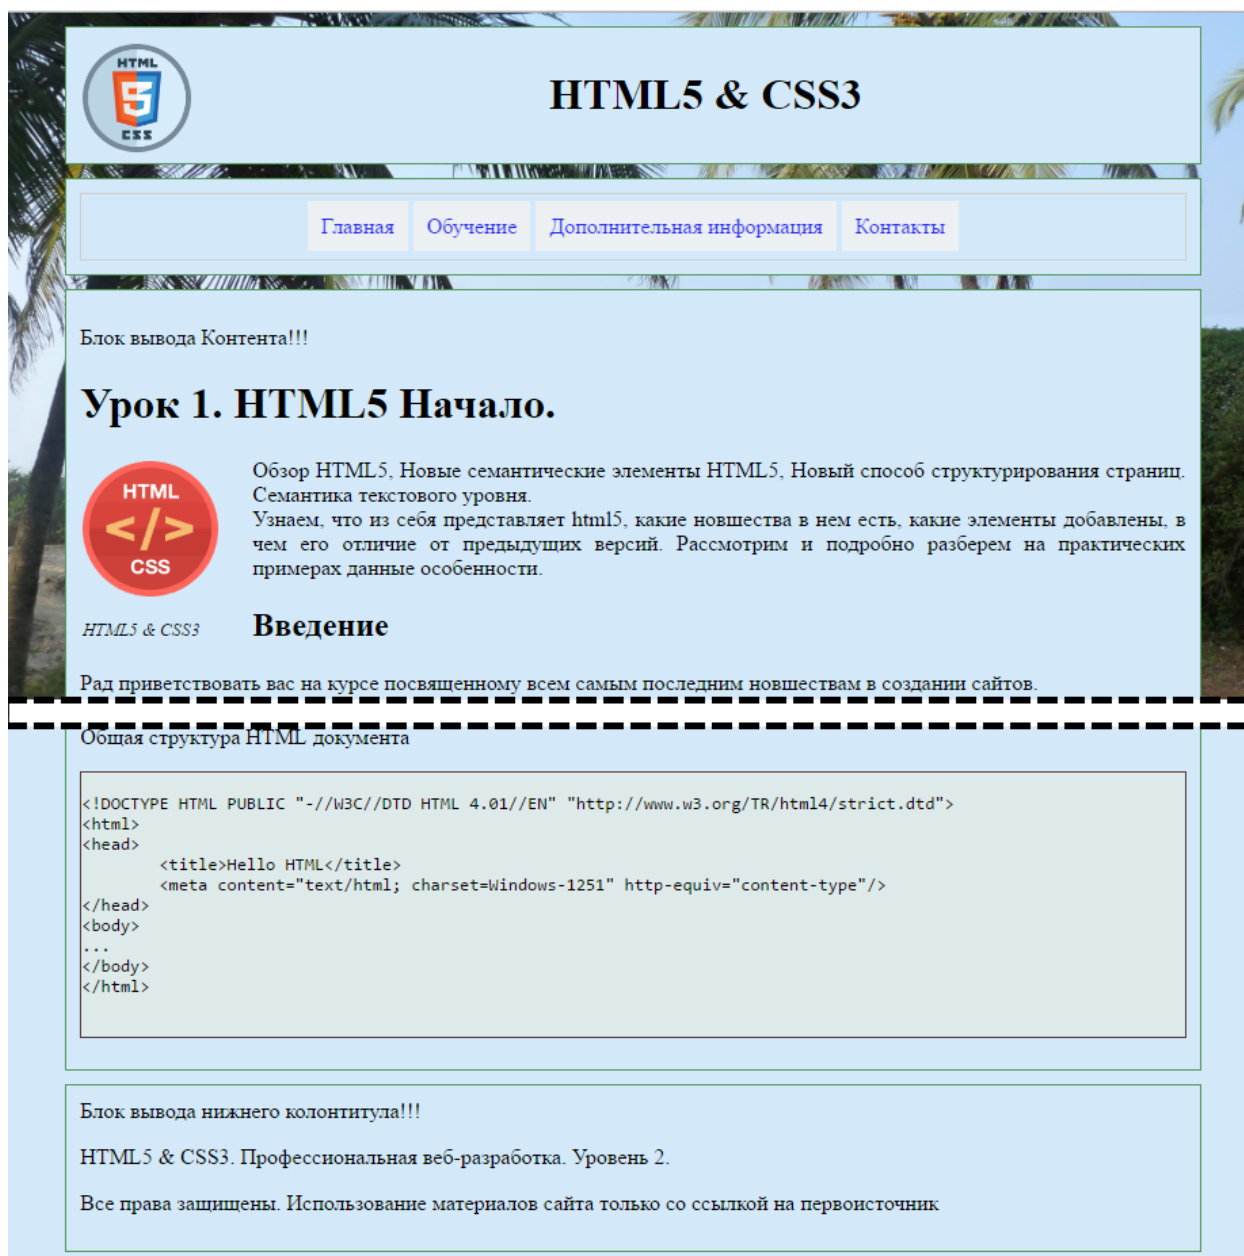 HTML
5
CSS
HTML5 & CSS3
Главная Обучение Дополнительная информация Контакты
Блок вывода Контента!!!
Урок 1. HTML5 Начало.
HTML
</>
CSS
HTML5 & CSS3
Обзор HTML5, Новые семантические элементы HTML5, Новый способ структурирования страниц.
Семантика текстового уровня.
Узнаем, что из себя представляет html5, какие новшества в нем есть, какие элементы добавлены, в
чем его отличие от предыдущих версий. Рассмотрим и подробно разберем на практических
примерах данные особенности.
Введение
Рад приветствовать вас на курсе посвященному всем самым последним новшествам в создании сайтов.
Общая структура HTML документа
<!DOCTYPE HTML PUBLIC "-//W3C//DTD HTML 4.01//EN" "http://www.w3.org/TR/html4/strict.dtd">
<html>
<head>
<title>Hello HTML</title>
<meta content="text/html; charset=Windows-1251" http-equiv="content-type"/>
</head>
<body>
...
</body>
</html>
Блок вывода нижнего колонтитула!!!
HTML5 & CSS3. Профессиональная веб-разработка. Уровень 2.
Все права защищены. Использование материалов сайта только со ссылкой на первоисточник